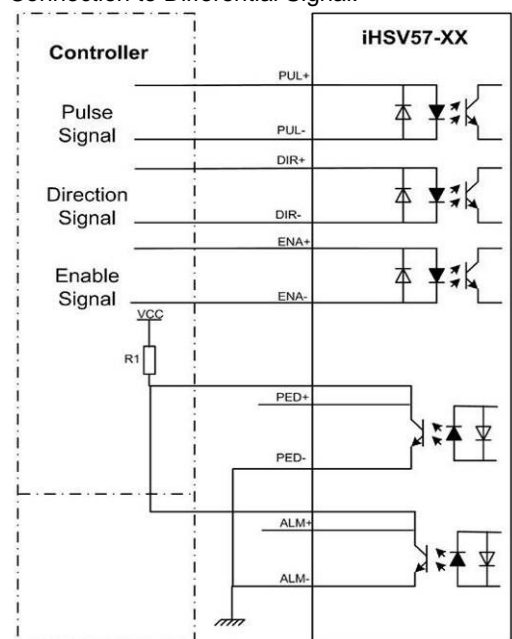 Connection to Differential Signal:
Controller
iHSV57-XX
PUL+
Pulse
Signal
PUL-
DIR+
Direction
Signal
DIR-
ENA+
Enable
Signal
ENA-
VCC
R1
PED+
PED-
ALM+
ALM-